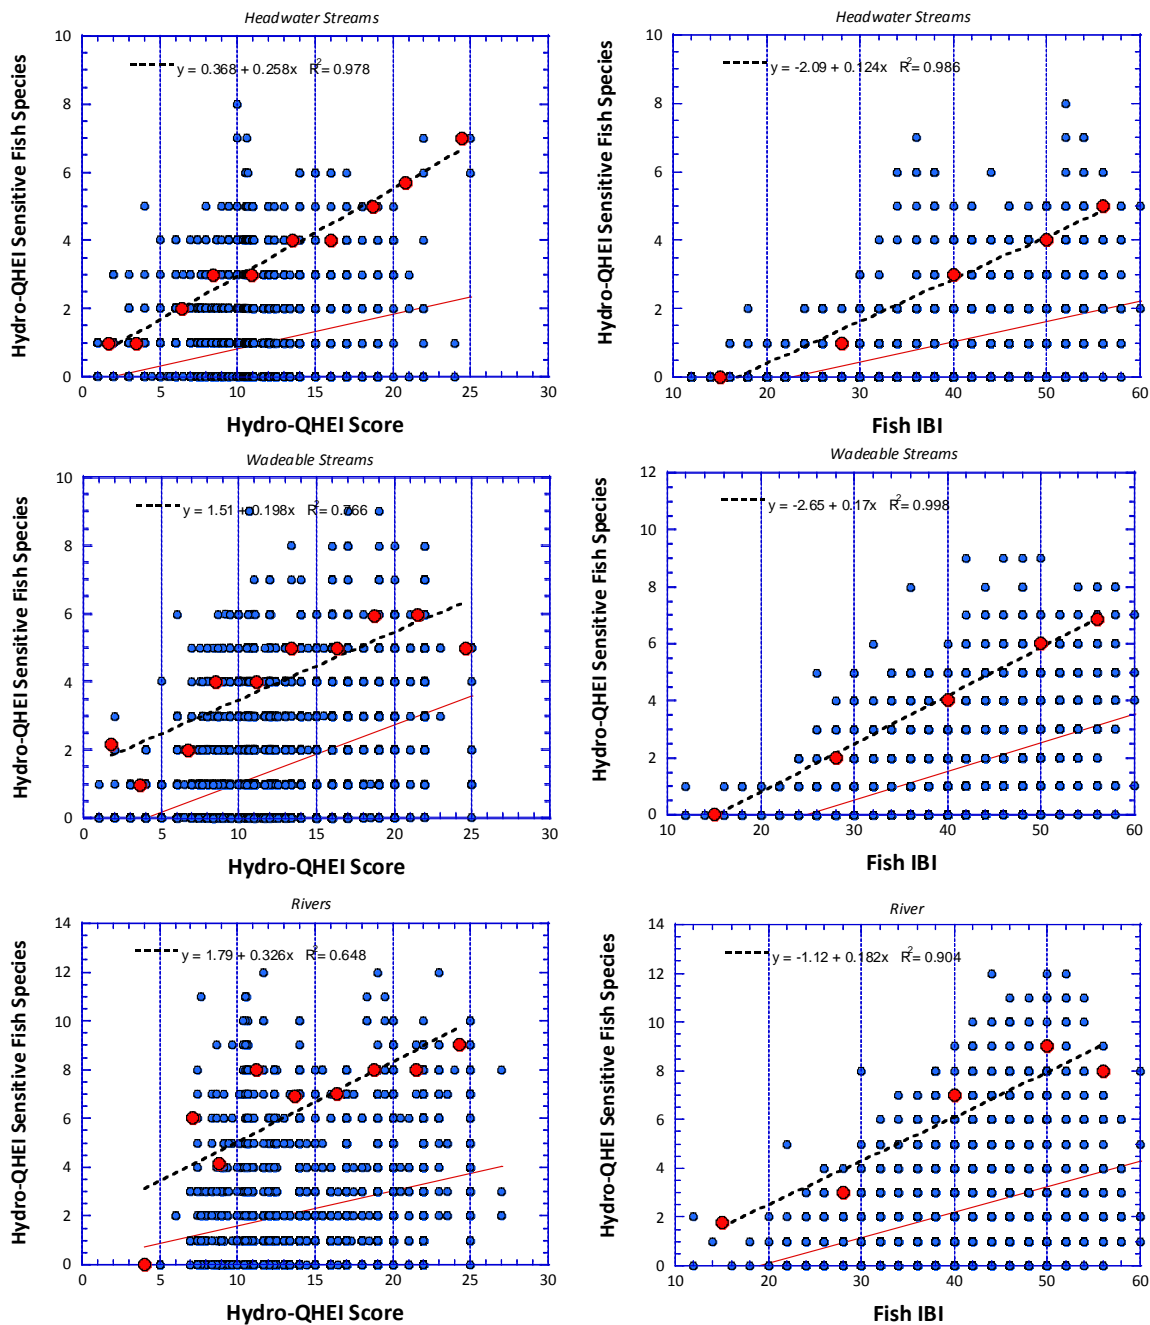 Headwater Streams
10
8
6
4
2
0
Hydro-QHEI Sensitive Fish Species
y = 0.368 + 0.258x R2= 0.978
0 5 10 15 20 25 30
Hydro-QHEI Score
Headwater Streams
10
8
6
4
2
0
Hydro-QHEI Sensitive Fish Species
y = -2.09 + 0.124x R2= 0.986
10 20 30 40 50 60
Fish IBI
Wadeable Streams
10
8
6
4
2
0
Hydro-QHEI Sensitive Fish Species
y = 1.51 + 0.198x R2= 0.766
0 5 10 15 20 25 30
Hydro-QHEI Score
Wadeable Streams
12
10
8
6
4
2
0
Hydro-QHEI Sensitive Fish Species
y = -2.65 + 0.17x R2= 0.998
10 20 30 40 50 60
Fish IBI
Rivers
14
12
10
8
6
4
2
0
Hydro-QHEI Sensitive Fish Species
y = 1.79 + 0.326x R2= 0.648
0 5 10 15 20 25 30
Hydro-QHEI Score
River
14
12
10
8
6
4
2
0
Hydro-QHEI Sensitive Fish Species
y = -1.12 + 0.182x R2= 0.904
10 20 30 40 50 60
Fish IBI